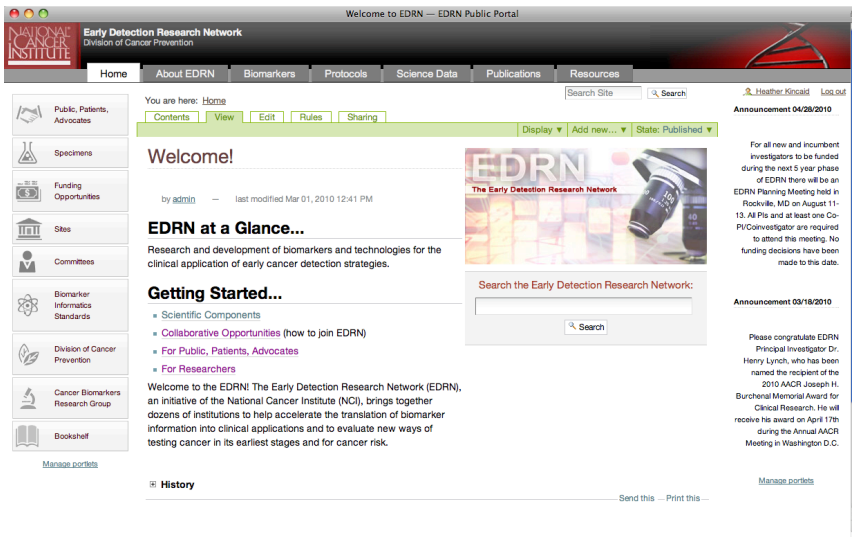 Welcome to EDRN — EDRN Public Portal
NATIONAL
CANCER
INSTITUTE
Early Detection Research Network
Division of Cancer Prevention
Home
About EDRN
Biomarkers
Protocols
Science Data
Publications
Resources
Search Site
Search
Heather Kincaid
Log out
You are here: Home
Contents
View
Edit
Rules
Sharing
Display ▼
Add new... ▼
State: Published ▼
Public, Patients,
Advocates
Specimens
Funding
Opportunities
Sites
Committees
Biomarker
Informatics
Standards
Division of Cancer
Prevention
Cancer Biomarkers
Research Group
Bookshelf
Manage portlets
Welcome!
by admin — last modified Mar 01, 2010 12:41 PM
EDRN at a Glance...
Research and development of biomarkers and technologies for the
clinical application of early cancer detection strategies.
Getting Started...
Scientific Components
Collaborative Opportunities (how to join EDRN)
For Public, Patients, Advocates
For Researchers
Welcome to the EDRN! The Early Detection Research Network (EDRN),
an initiative of the National Cancer Institute (NCI), brings together
dozens of institutions to help accelerate the translation of biomarker
information into clinical applications and to evaluate new ways of
testing cancer in its earliest stages and for cancer risk.
History
Send this — Print this —
EDRN
The Early Detection Research Network
100
40
Search the Early Detection Research Network:
Search
Announcement 04/28/2010
For all new and incumbent
investigators to be funded
during the next 5 year phase
of EDRN there will be an
EDRN Planning Meeting held in
Rockville, MD on August 11-
13. All PIs and at least one Co-
PI/Coinvestigator are required
to attend this meeting. No
funding decisions have been
made to this date.
Announcement 03/18/2010
Please congratulate EDRN
Principal Investigator Dr.
Henry Lynch, who has been
named the recipient of the
2010 AACR Joseph H.
Burchenal Memorial Award for
Clinical Research. He will
receive his award on April 17th
during the Annual AACR
Meeting in Washington D.C.
Manage portlets